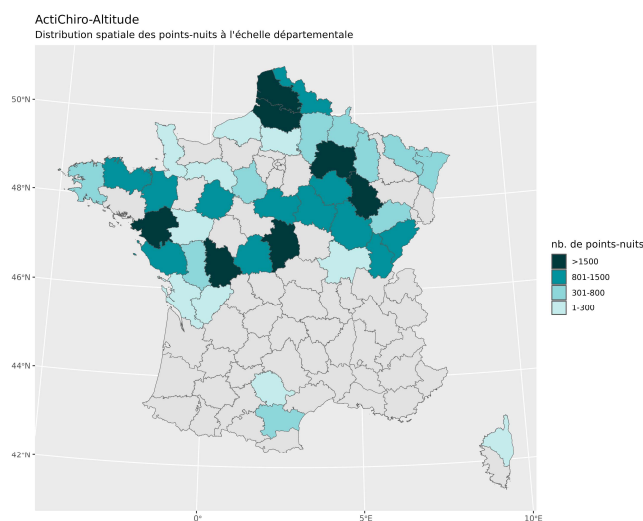 ActiChiro-Altitude
Distribution spatiale des points-nuits à l'échelle départementale
50°N
48°N
46°N
44°N
42°N
0°
5°E
10°E
nb. de points-nuits
>1500
801-1500
301-800
1-300